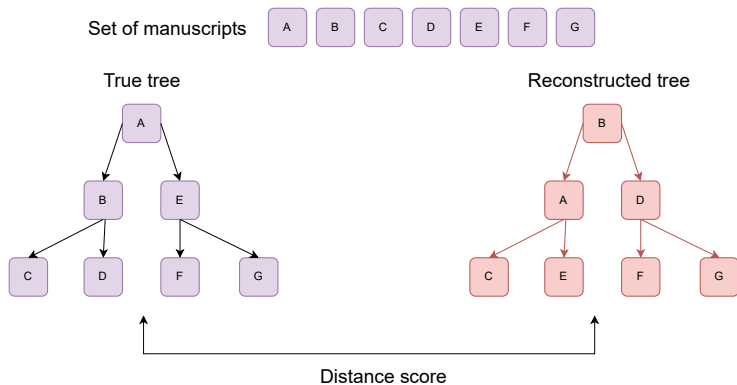 Set of manuscripts A B C D E F G
True tree Reconstructed tree
A B
B E A D
C D F G C E F G
Distance score